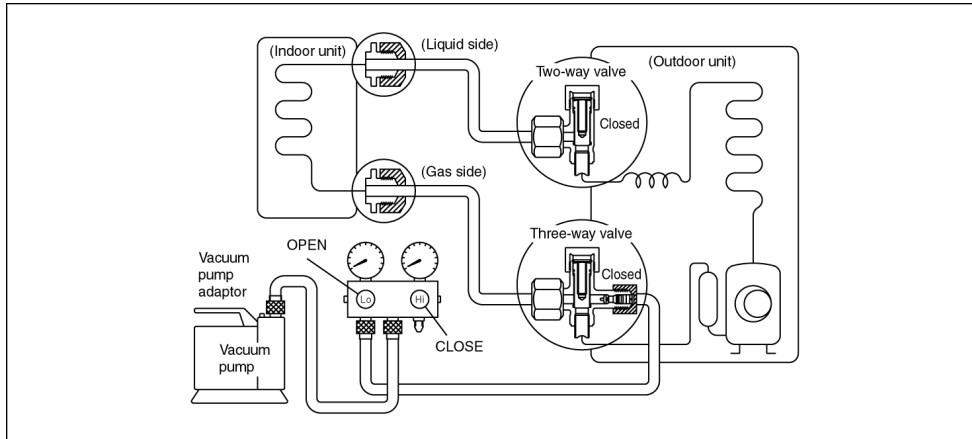 (Indoor unit)
(Liquid side)
Two-way valve
(Outdoor unit)
Closed
(Gas side)
Three-way valve
Closed
OPEN
Vacuum
pump
adaptor
Lo
Hi
CLOSE
Vacuum
pump